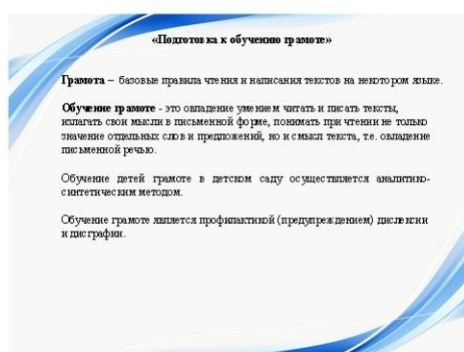 «Подготовка к обучению грамоте»
Грамота – базовые правила чтения и написания текстов на некотором языке.
Обучение грамоте - это овладение умением читать и писать тексты,
излагать свои мысли в письменной форме, понимать при чтении не только
значение отдельных слов и предложений, но и смысл текста, т.е. овладение
письменной речью.
Обучение детей грамоте в детском саду осуществляется аналитико-
синтетическим методом.
Обучение грамоте является профилактикой (предупреждением) дислексии
и дисграфии.